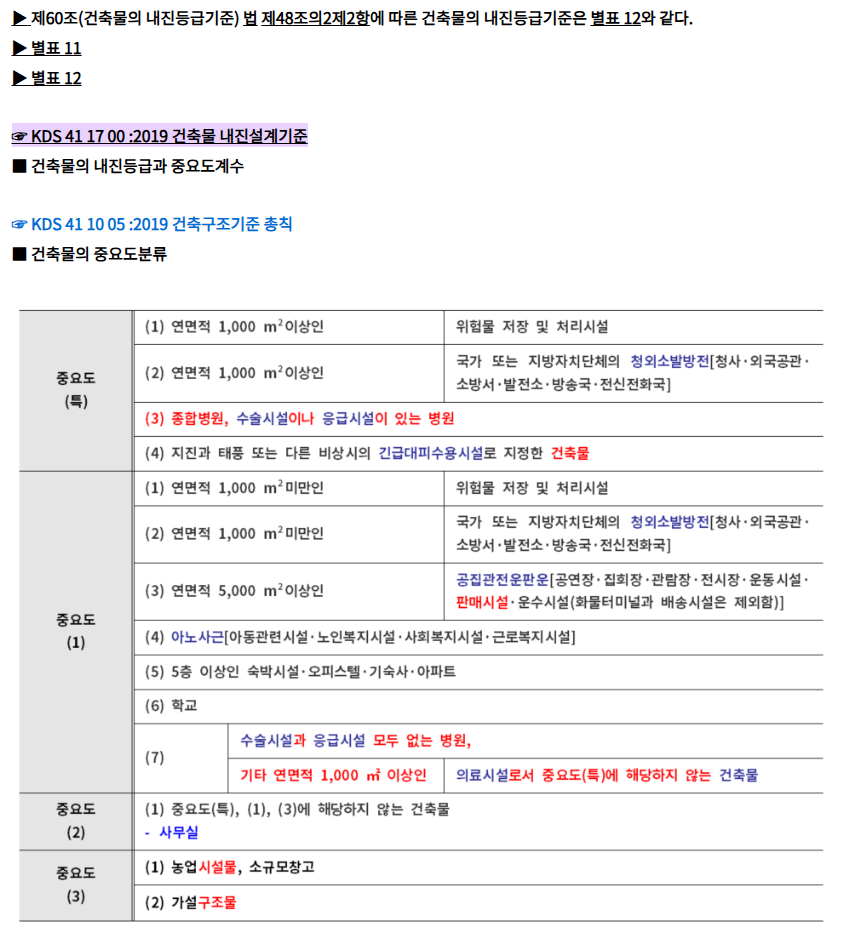 ▶ 제60조(건축물의 내진등급기준) 법 제48조의2제2항에 따른 건축물의 내진등급기준은 별표 12와 같다.
▶ 별표 11
▶ 별표 12
☞ KDS 41 17 00 :2019 건축물 내진설계기준
■ 건축물의 내진등급과 중요도계수
☞ KDS 41 10 05 :2019 건축구조기준 총칙
■ 건축물의 중요도분류
중요도
(특)
(1) 연면적 1,000 m²이상인
위험물 저장 및 처리시설
(2) 연면적 1,000 m²이상인
국가 또는 지방자치단체의 청외소발방전[청사·외국공관·
소방서·발전소·방송국·전신전화국]
(3) 종합병원, 수술시설이나 응급시설이 있는 병원
(4) 지진과 태풍 또는 다른 비상시의 긴급대피수용시설로 지정한 건축물
중요도
(1)
(1) 연면적 1,000 m²미만인
위험물 저장 및 처리시설
(2) 연면적 1,000 m²미만인
국가 또는 지방자치단체의 청외소발방전[청사·외국공관·
소방서·발전소·방송국·전신전화국]
(3) 연면적 5,000 m²이상인
공집관전운판운[공연장·집회장·관람장·전시장·운동시설·
판매시설·운수시설(화물터미널과 배송시설은 제외함)]
(4) 아노사근[아동관련시설·노인복지시설·사회복지시설·근로복지시설]
(5) 5층 이상인 숙박시설·오피스텔·기숙사·아파트
(6) 학교
(7)
수술시설과 응급시설 모두 없는 병원,
기타 연면적 1,000 ㎡ 이상인
의료시설로서 중요도(특)에 해당하지 않는 건축물
중요도
(2)
(1) 중요도(특), (1), (3)에 해당하지 않는 건축물
- 사무실
중요도
(3)
(1) 농업시설물, 소규모창고
(2) 가설구조물